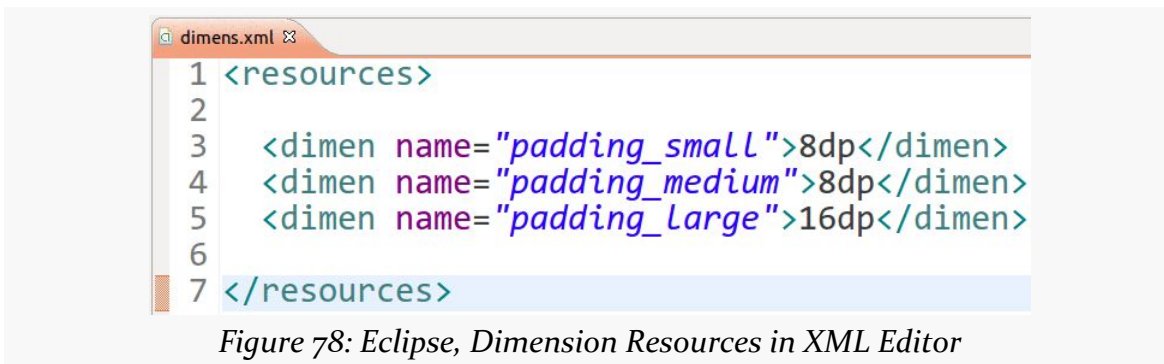 dimens.xml
1 <resources>
2
3 <dimen name="padding_small">8dp</dimen>
4 <dimen name="padding_medium">8dp</dimen>
5 <dimen name="padding_large">16dp</dimen>
6
7 </resources>
Figure 78: Eclipse, Dimension Resources in XML Editor